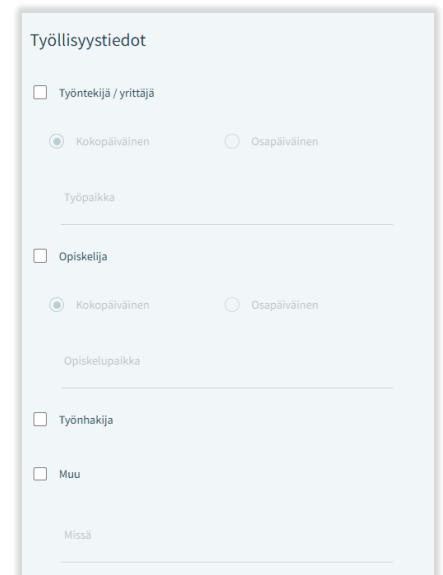 Työllisyystiedot
Työntekijä / yrittäjä
Kokopäiväinen Osapäiväinen
Työpaikka
Opiskelija
Kokopäiväinen Osapäiväinen
Opiskelupaikka
Työnhakija
Muu
Missä